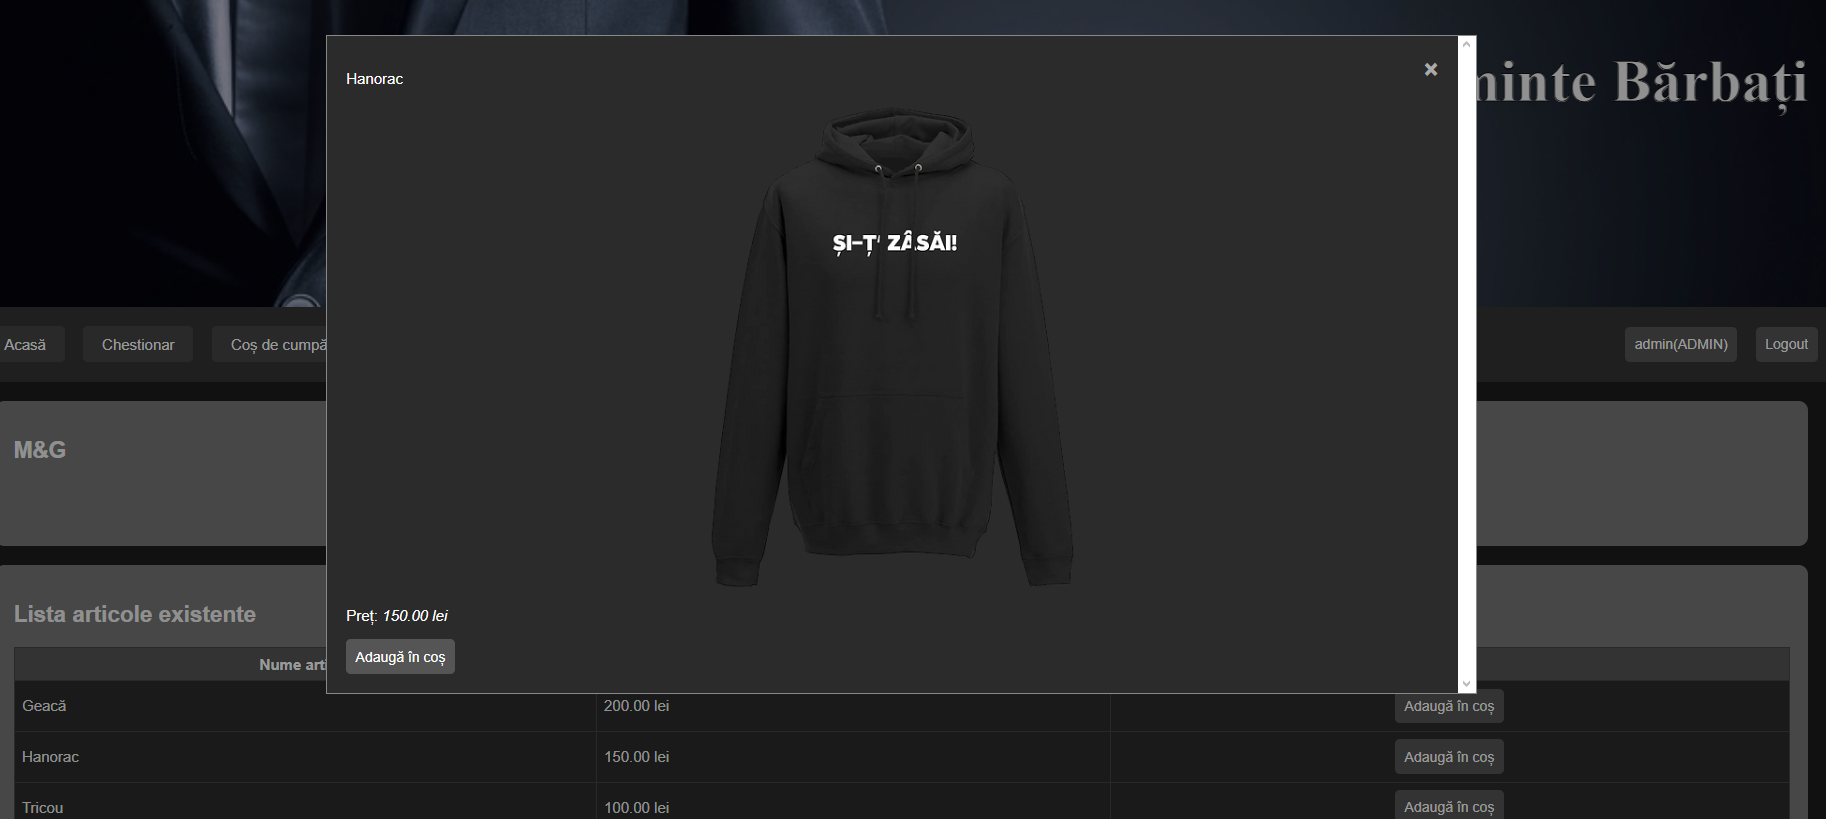 Hanorac
×
minte Bărbați
ȘI-Ț' ZÂSĂI!
Acasă
Chestionar
Coș de cumpă
admin(ADMIN)
Logout
M&G
Preț: 150.00 lei
Adaugă în coș
Lista articole existente
Nume arti
Geacă 200.00 lei Adaugă în coș
Hanorac 150.00 lei Adaugă în coș
Tricou 100.00 lei Adaugă în coș